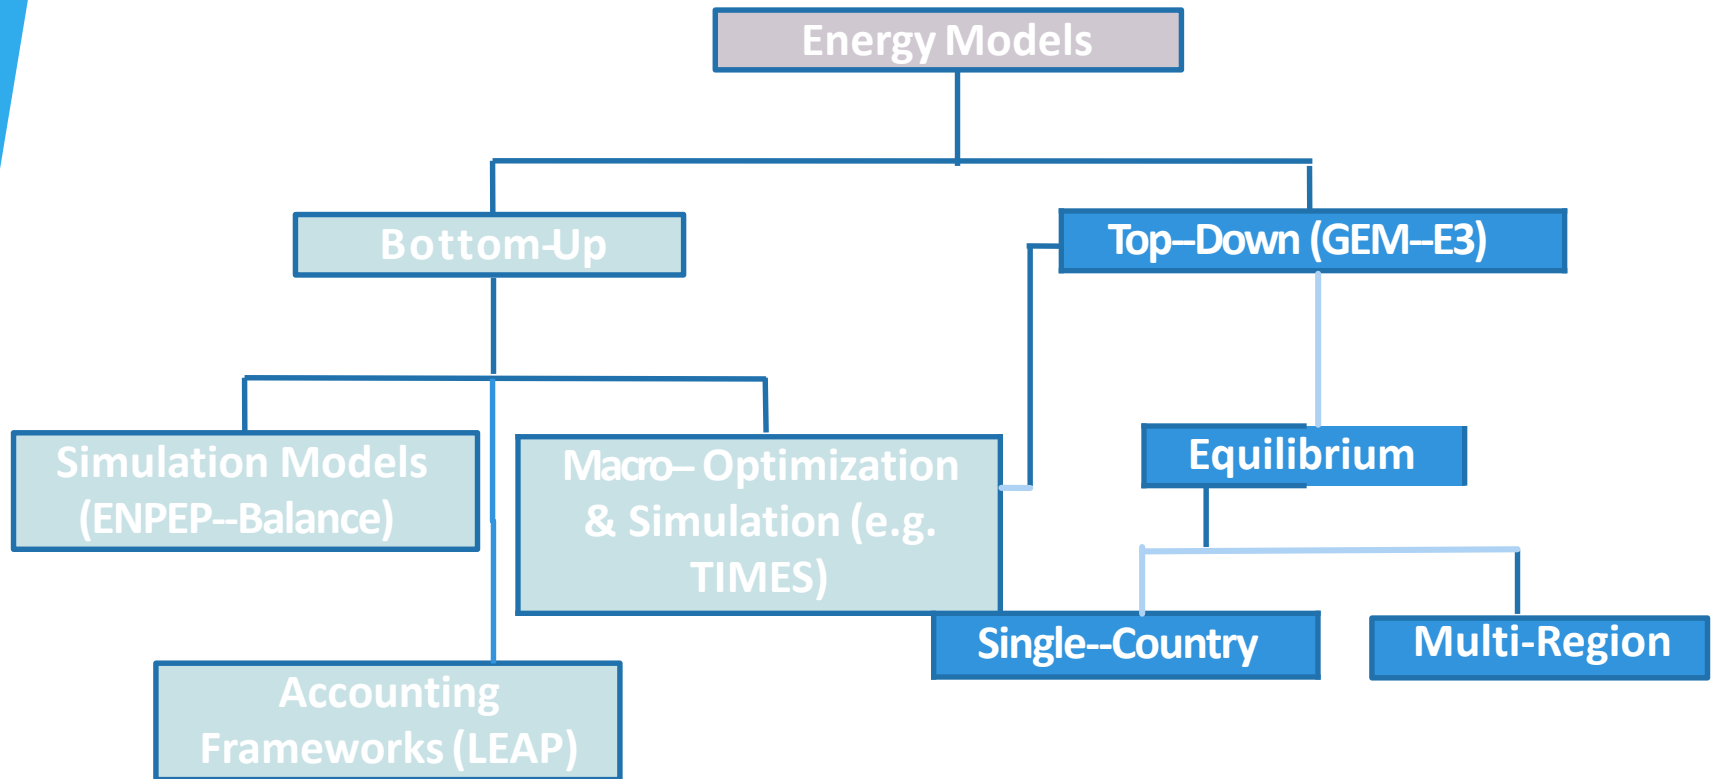 Energy Models
Bottom-Up
Top--Down (GEM--E3)
Simulation Models
(ENPEP--Balance)
Macro-- Optimization
& Simulation (e.g.
TIMES)
Equilibrium
Single--Country
Multi-Region
Accounting
Frameworks (LEAP)